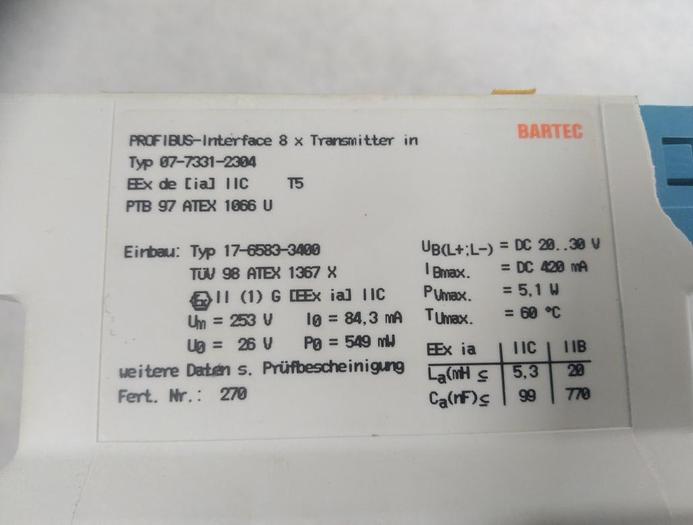 BARTEC
PROFIBUS-Interface 8 x Transmitter in
Typ 07-7331-2304
EEx de [ia] IIC T5
PTB 97 ATEX 1066 U
Einbau: Typ 17-6583-3400
TÜV 98 ATEX 1367 X
Ex II (1) G [EEx ia] IIC
Um = 253 V I0 = 84,3 mA
U0 = 26 V P0 = 549 mW
weitere Daten s. Prüfbescheinigung
Fert. Nr.: 270
UB(L+;L-) = DC 20..30 V
IBmax. = DC 420 mA
PVmax. = 5,1 W
TUmax. = 60 °C
EEx ia IIC IIB
La(mH ≤ 5,3 20
Ca(nF)≤ 99 770